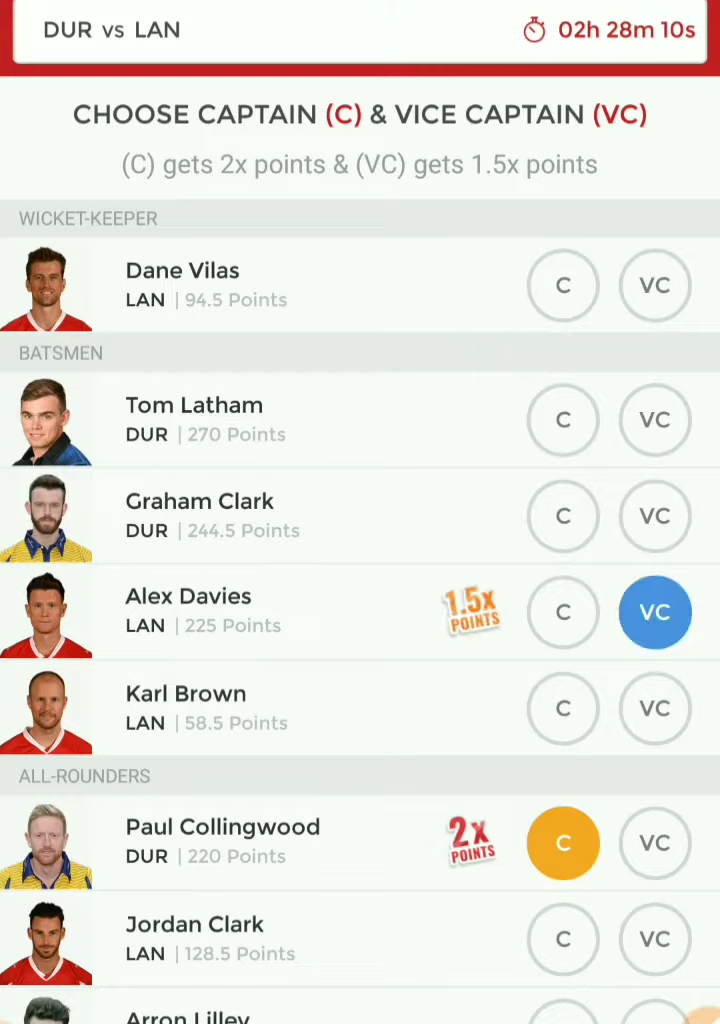 DUR vs LAN 02h 28m 10s
CHOOSE CAPTAIN (C) & VICE CAPTAIN (VC)
(C) gets 2x points & (VC) gets 1.5x points
WICKET-KEEPER
Dane Vilas
LAN | 94.5 Points
C VC
BATSMEN
Tom Latham
DUR | 270 Points
C VC
Graham Clark
DUR | 244.5 Points
C VC
Alex Davies
LAN | 225 Points
1.5x
POINTS
C VC
Karl Brown
LAN | 58.5 Points
C VC
ALL-ROUNDERS
Paul Collingwood
DUR | 220 Points
2x
POINTS
C VC
Jordan Clark
LAN | 128.5 Points
C VC
Arron Lilley